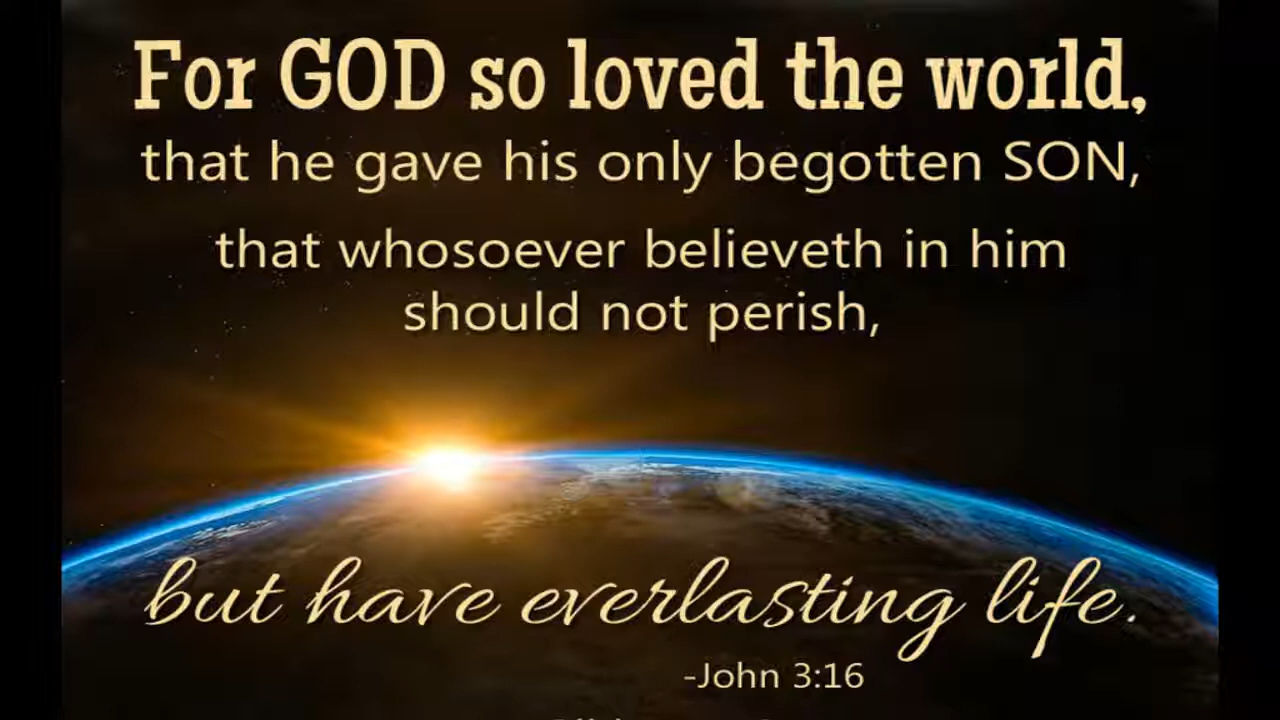 For GOD so loved the world,
that he gave his only begotten SON,
that whosoever believeth in him
should not perish,
but have everlasting life.
-John 3:16